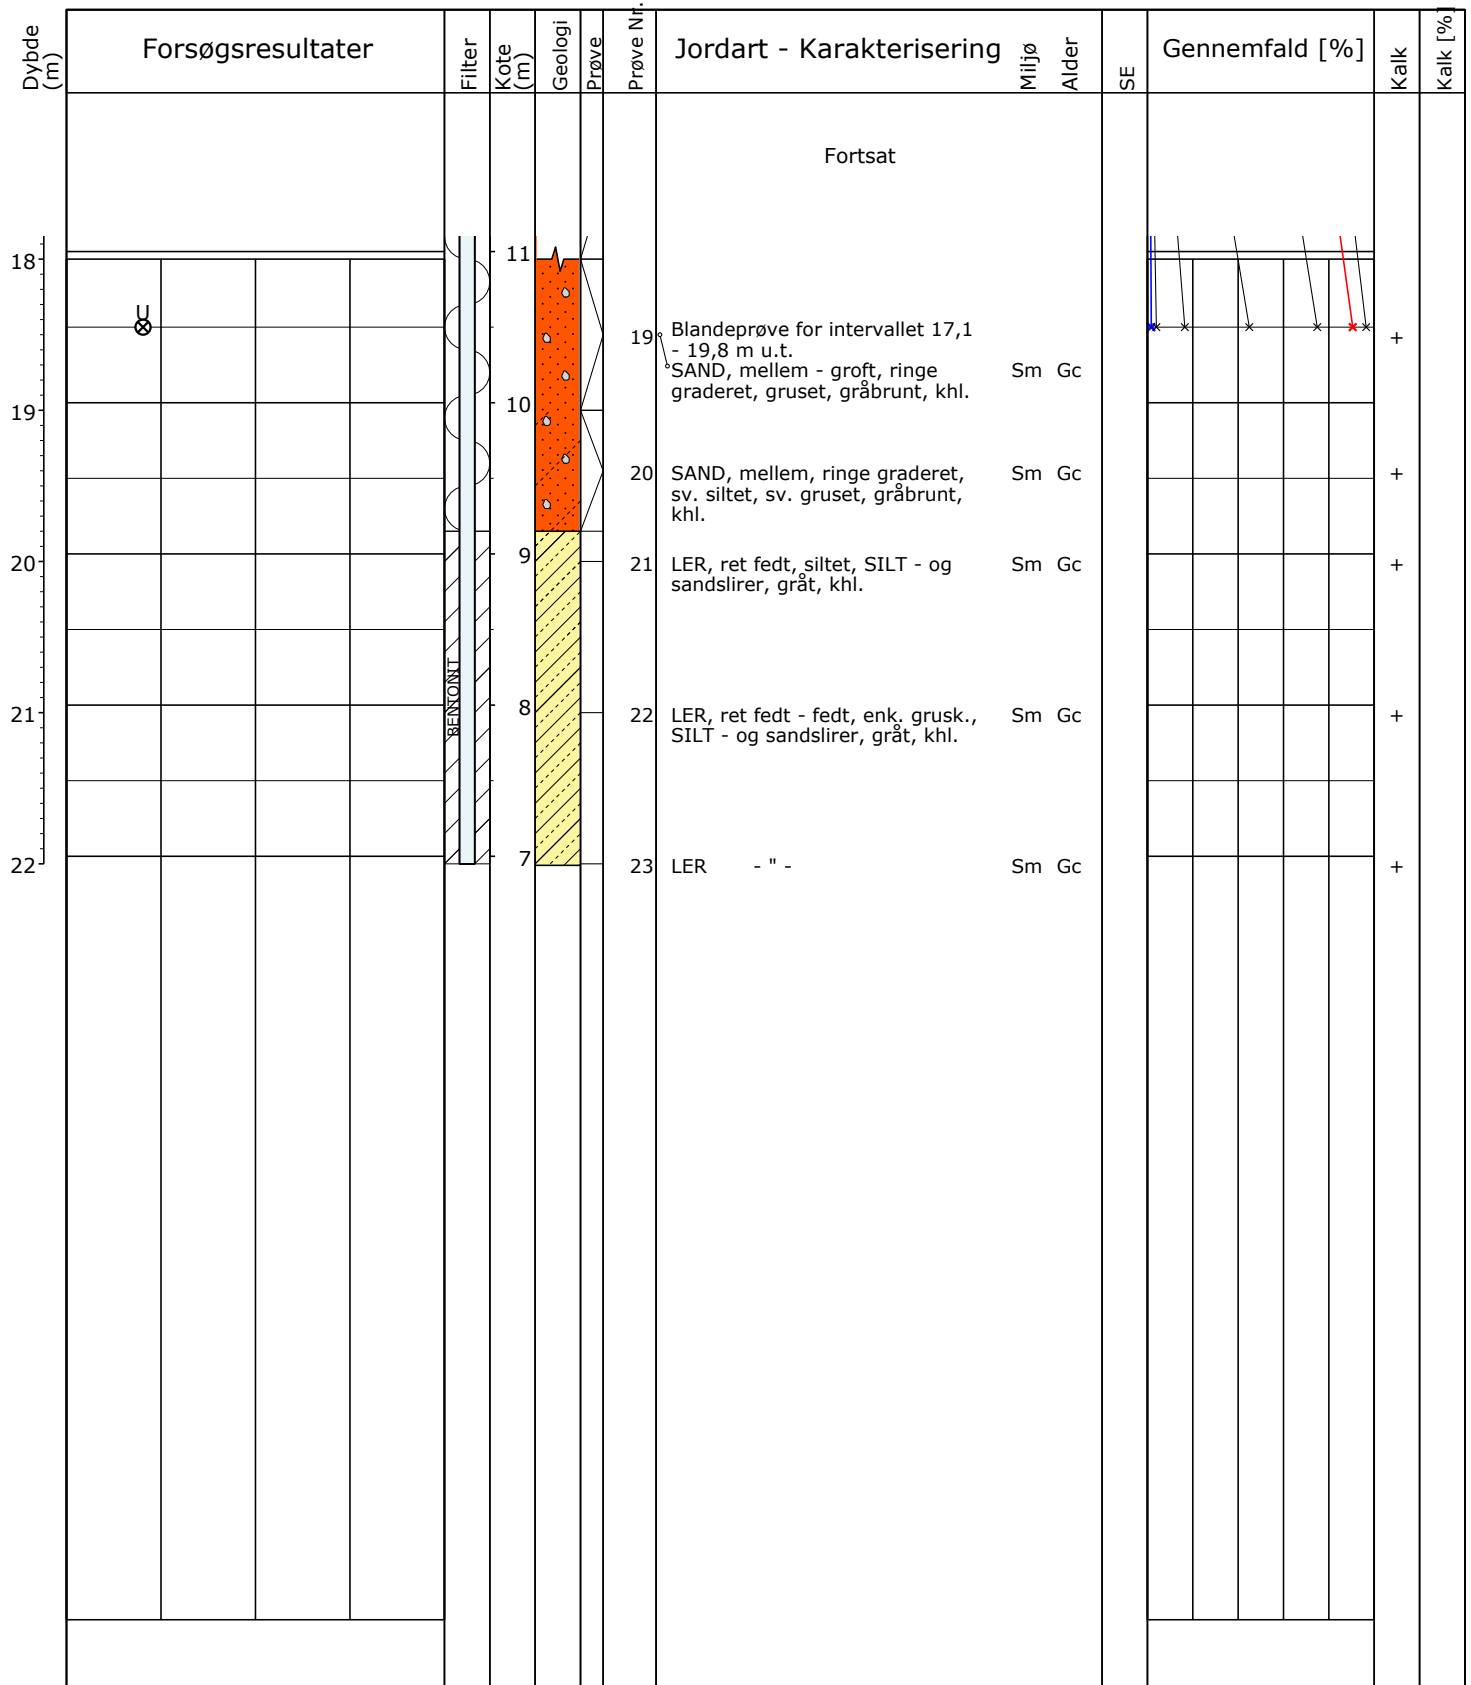 Dybde (m)
Forsøgsresultater
Filter
Kote (m)
Geologi
Prøve
Prøve Nr.
Jordart - Karakterisering
Miljø
Alder
SE
Gennemfald [%]
Kalk
Kalk [%]
Fortsat
11
18
U
19 Blandeprøve for intervallet 17,1 +
- 19,8 m u.t.
SAND, mellem - groft, ringe Sm Gc
graderet, gruset, gråbrunt, khl.
10
19
20 SAND, mellem, ringe graderet, Sm Gc +
sv. siltet, sv. gruset, gråbrunt,
khl.
9
20
21 LER, ret fedt, siltet, SILT - og Sm Gc +
sandslirer, gråt, khl.
BENTONIT
8
21
22 LER, ret fedt - fedt, enk. grusk., Sm Gc +
SILT - og sandslirer, gråt, khl.
7
22
23 LER - " - Sm Gc +